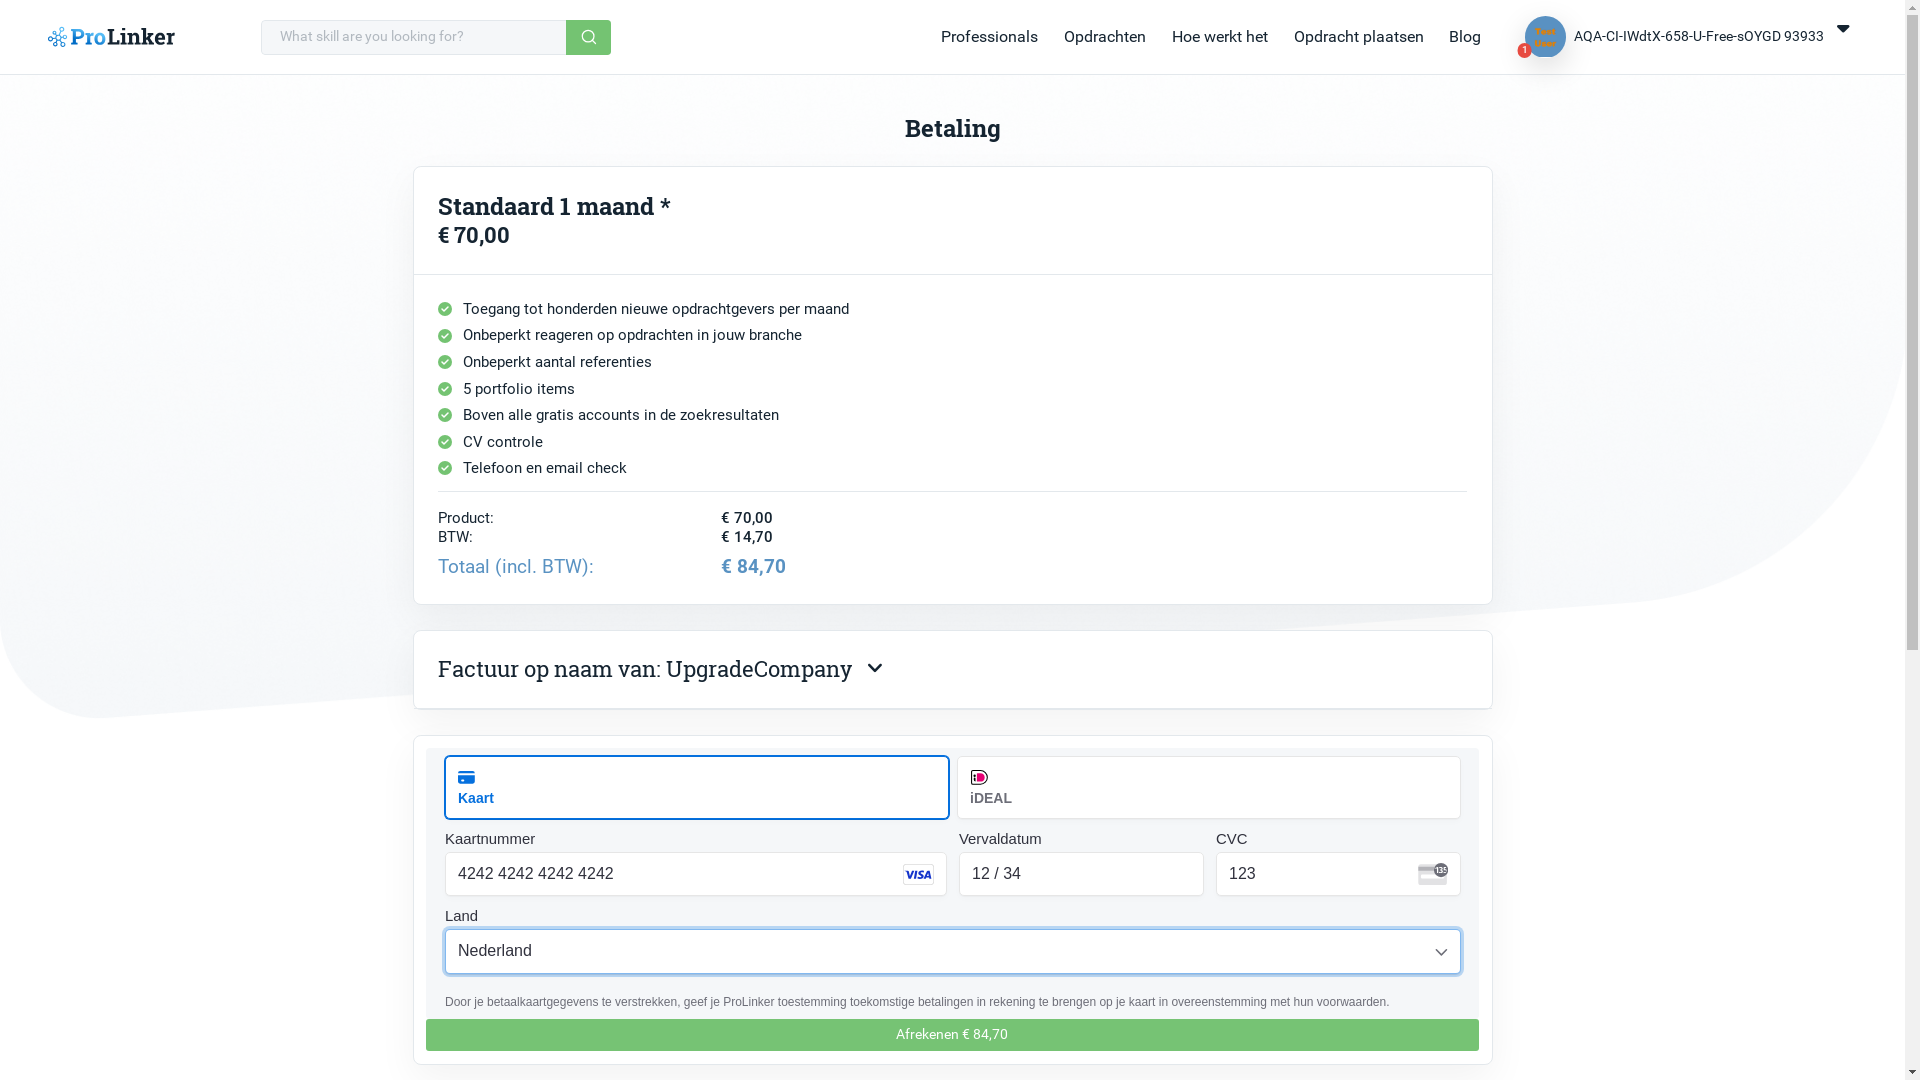 ProLinker
What skill are you looking for?
Professionals
Opdrachten
Hoe werkt het
Opdracht plaatsen
Blog
Test
User
1
AQA-CI-IWdtX-658-U-Free-sOYGD 93933
Betaling
Standaard 1 maand *
€ 70,00
Toegang tot honderden nieuwe opdrachtgevers per maand
Onbeperkt reageren op opdrachten in jouw branche
Onbeperkt aantal referenties
5 portfolio items
Boven alle gratis accounts in de zoekresultaten
CV controle
Telefoon en email check
Product: € 70,00
BTW: € 14,70
Totaal (incl. BTW): € 84,70
Factuur op naam van: UpgradeCompany
Kaart
iDEAL
Kaartnummer
Vervaldatum
CVC
4242 4242 4242 4242
VISA
12 / 34
123
135
Land
Nederland
Door je betaalkaartgegevens te verstrekken, geef je ProLinker toestemming toekomstige betalingen in rekening te brengen op je kaart in overeenstemming met hun voorwaarden.
Afrekenen € 84,70